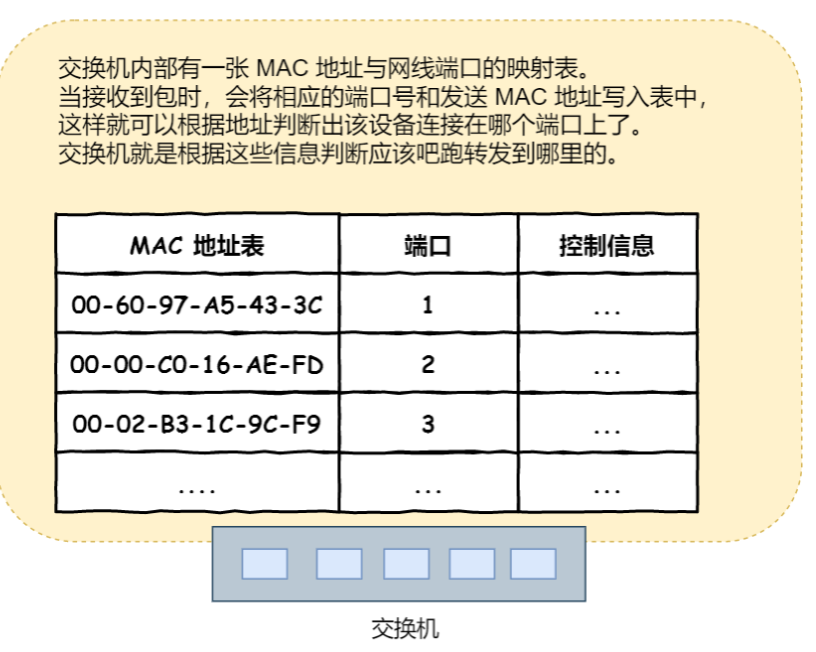 交换机内部有一张 MAC 地址与网线端口的映射表。
当接收到包时，会将相应的端口号和发送 MAC 地址写入表中，
这样就可以根据地址判断出该设备连接在哪个端口上了。
交换机就是根据这些信息判断应该吧跑转发到哪里的。
MAC 地址表 端口 控制信息
00-60-97-A5-43-3C 1 ...
00-00-C0-16-AE-FD 2 ...
00-02-B3-1C-9C-F9 3 ...
.... ... ...
交换机